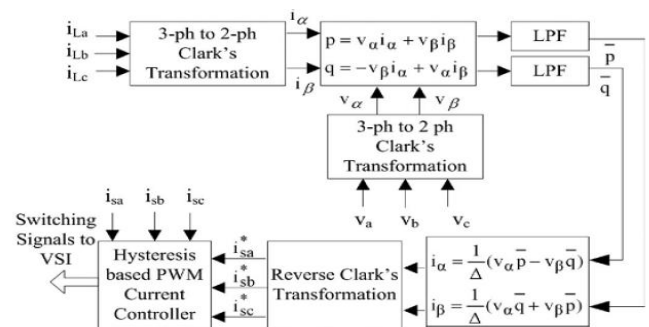 i_La
i_Lb
i_Lc
3-ph to 2-ph
Clark's
Transformation
i_α
i_β
p = v_α i_α + v_β i_β
q = −v_β i_α + v_α i_β
LPF
LPF
p̅
q̅
v_α
v_β
3-ph to 2 ph
Clark's
Transformation
v_a
v_b
v_c
i_sa
i_sb
i_sc
Switching
Signals to
VSI
Hysteresis
based PWM
Current
Controller
i*_sa
i*_sb
i*_sc
Reverse Clark's
Transformation
i_α = 1/Δ (v_α p̅ − v_β q̅)
i_β = 1/Δ (v_α q̅ + v_β p̅)